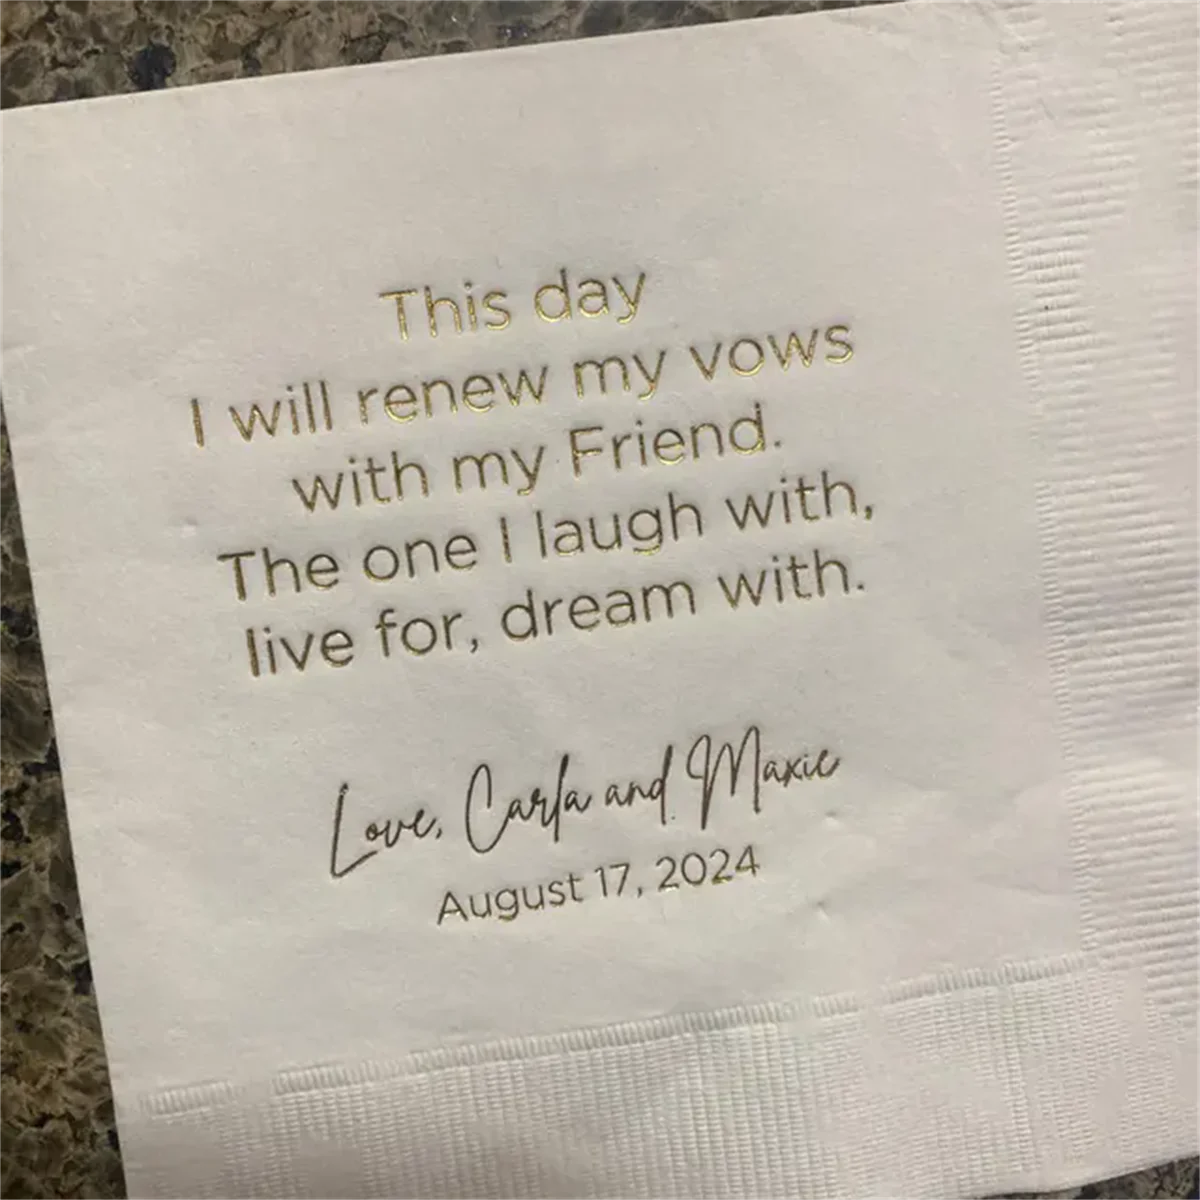 This day
I will renew my vows
with my Friend.
The one I laugh with,
live for, dream with.
Love, Carla and Maxie
August 17, 2024